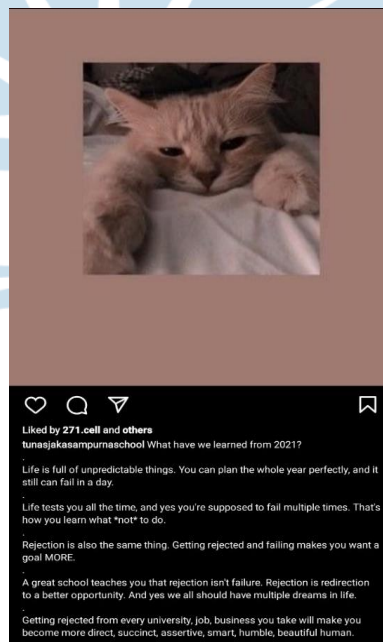 Liked by 271.cell and others
tunasjakasampurnaschool What have we learned from 2021?
.
Life is full of unpredictable things. You can plan the whole year perfectly, and it
still can fail in a day.
.
Life tests you all the time, and yes you're supposed to fail multiple times. That's
how you learn what *not* to do.
.
Rejection is also the same thing. Getting rejected and failing makes you want a
goal MORE.
.
A great school teaches you that rejection isn't failure. Rejection is redirection
to a better opportunity. And yes we all should have multiple dreams in life.
.
Getting rejected from every university, job, business you take will make you
become more direct, succinct, assertive, smart, humble, beautiful human.